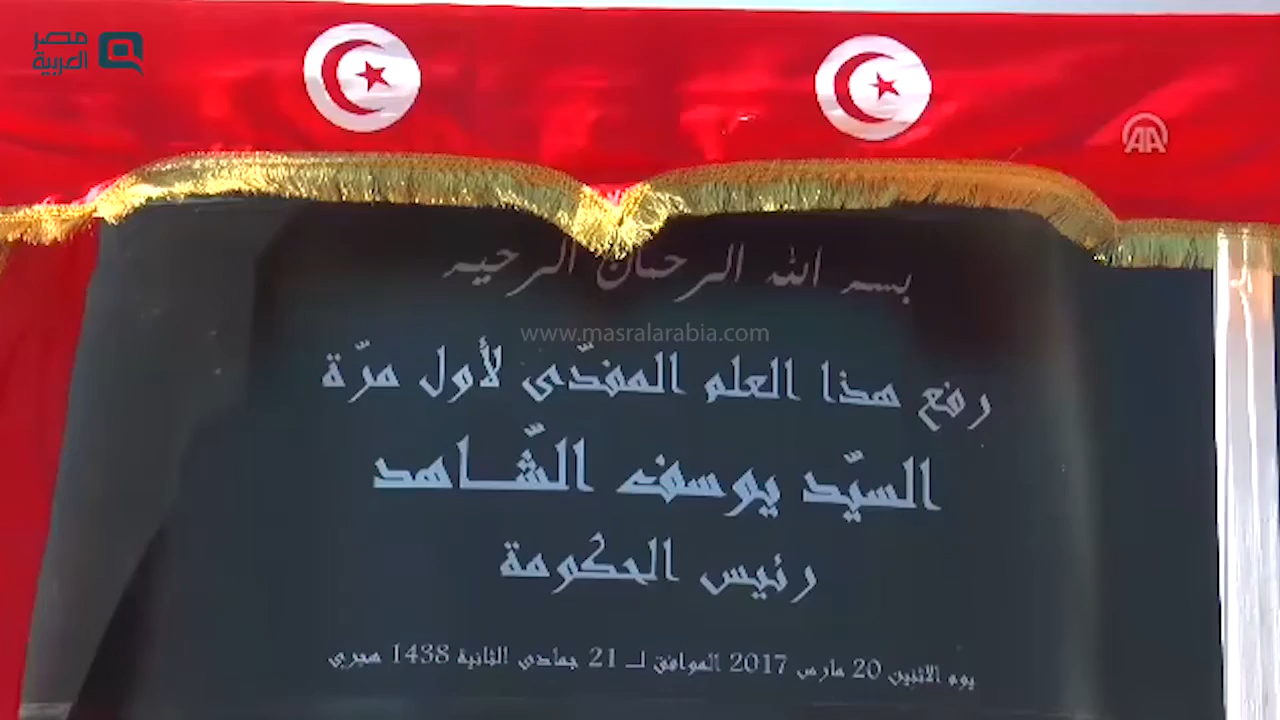 مصر
العربية
AA
بسم الله الرحمان الرحيم
www.masralarabia.com
رفع هذا العلم المفدّى لأول مرّة
السيّد يوسف الشّاهد
رئيس الحكومة
يوم الاثنين 20 مارس 2017 الموافق لـ 21 جمادى الثانية 1438 هجري